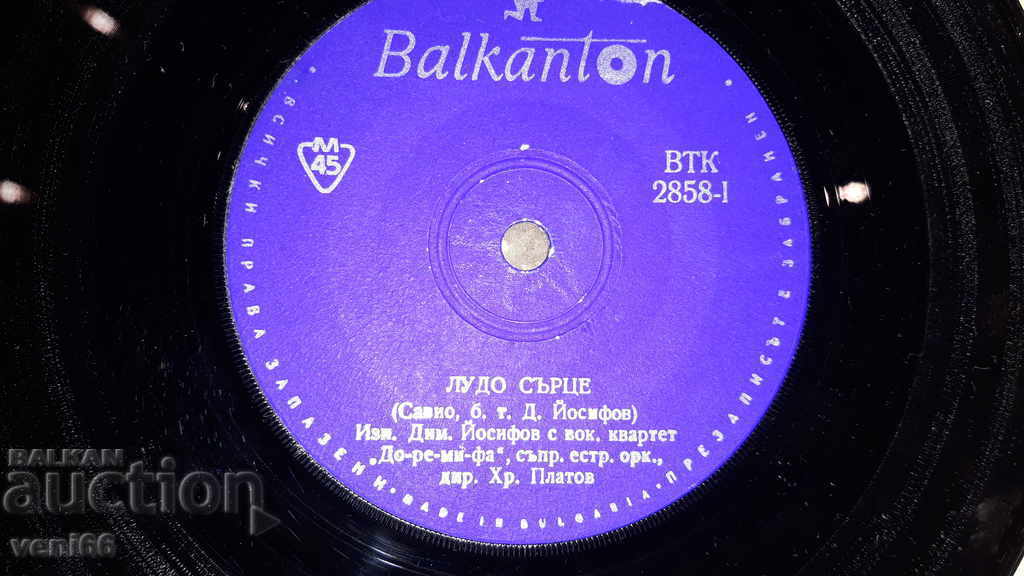 Balkanton
М
45
ВТК
2858-I
ЛУДО СЪРЦЕ
(Савио, б. т. Д. Йосифов)
Изп. Дим. Йосифов с вок. квартет
„До-ре-ми-фа“, съпр. естр. орк.,
дир. Хр. Платов
• ВСИЧКИ ПРАВА ЗАПАЗЕНИ • MADE IN BULGARIA • ПРЕЗАПИСЪТ Е ЗАБРАНЕН •
BALKAN
auction
veni66